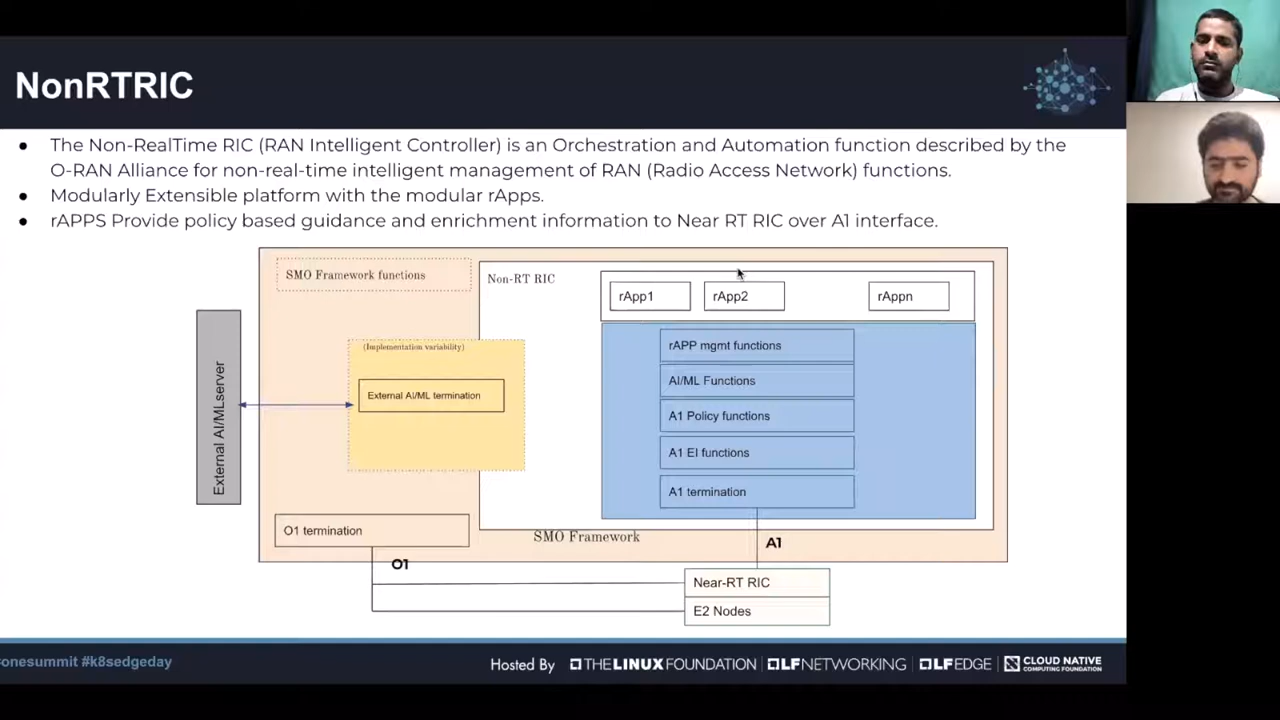 NonRTRIC
● The Non-RealTime RIC (RAN Intelligent Controller) is an Orchestration and Automation function described by the
O-RAN Alliance for non-real-time intelligent management of RAN (Radio Access Network) functions.
● Modularly Extensible platform with the modular rApps.
● rAPPS Provide policy based guidance and enrichment information to Near RT RIC over A1 interface.
SMO Framework functions
Non-RT RIC
rApp1
rApp2
rAppn
(Implementation variability)
External AI/ML termination
External AI/MLserver
rAPP mgmt functions
AI/ML Functions
A1 Policy functions
A1 EI functions
A1 termination
O1 termination
SMO Framework
O1
A1
Near-RT RIC
E2 Nodes
onesummit #k8sedgeday
Hosted By
THE LINUX FOUNDATION
LFNETWORKING
LFEDGE
CLOUD NATIVE
COMPUTING FOUNDATION